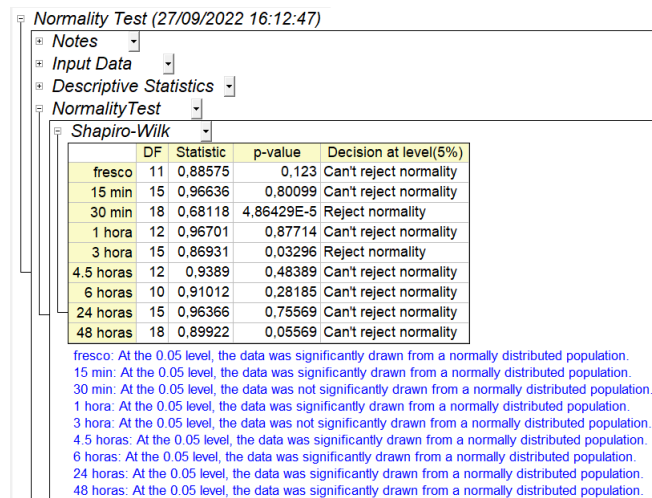 Normality Test (27/09/2022 16:12:47)
Notes
Input Data
Descriptive Statistics
NormalityTest
Shapiro-Wilk
DF Statistic p-value Decision at level(5%)
fresco 11 0,88575 0,123 Can't reject normality
15 min 15 0,96636 0,80099 Can't reject normality
30 min 18 0,68118 4,86429E-5 Reject normality
1 hora 12 0,96701 0,87714 Can't reject normality
3 hora 15 0,86931 0,03296 Reject normality
4.5 horas 12 0,9389 0,48389 Can't reject normality
6 horas 10 0,91012 0,28185 Can't reject normality
24 horas 15 0,96366 0,75569 Can't reject normality
48 horas 18 0,89922 0,05569 Can't reject normality
fresco: At the 0.05 level, the data was significantly drawn from a normally distributed population.
15 min: At the 0.05 level, the data was significantly drawn from a normally distributed population.
30 min: At the 0.05 level, the data was not significantly drawn from a normally distributed population.
1 hora: At the 0.05 level, the data was significantly drawn from a normally distributed population.
3 hora: At the 0.05 level, the data was not significantly drawn from a normally distributed population.
4.5 horas: At the 0.05 level, the data was significantly drawn from a normally distributed population.
6 horas: At the 0.05 level, the data was significantly drawn from a normally distributed population.
24 horas: At the 0.05 level, the data was significantly drawn from a normally distributed population.
48 horas: At the 0.05 level, the data was significantly drawn from a normally distributed population.